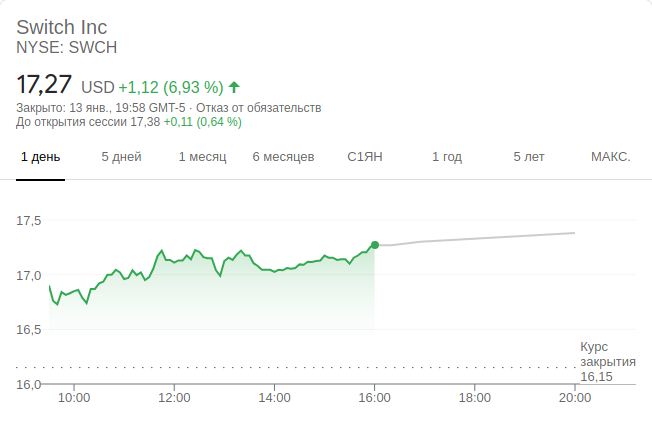 Switch Inc
NYSE: SWCH
17,27 USD +1,12 (6,93 %)
Закрыто: 13 янв., 19:58 GMT-5 · Отказ от обязательств
До открытия сессии 17,38 +0,11 (0,64 %)
1 день 5 дней 1 месяц 6 месяцев С1ЯН 1 год 5 лет МАКС.
17,5
17,0
16,5
Курс
закрытия
16,15
16,0
10:00 12:00 14:00 16:00 18:00 20:00